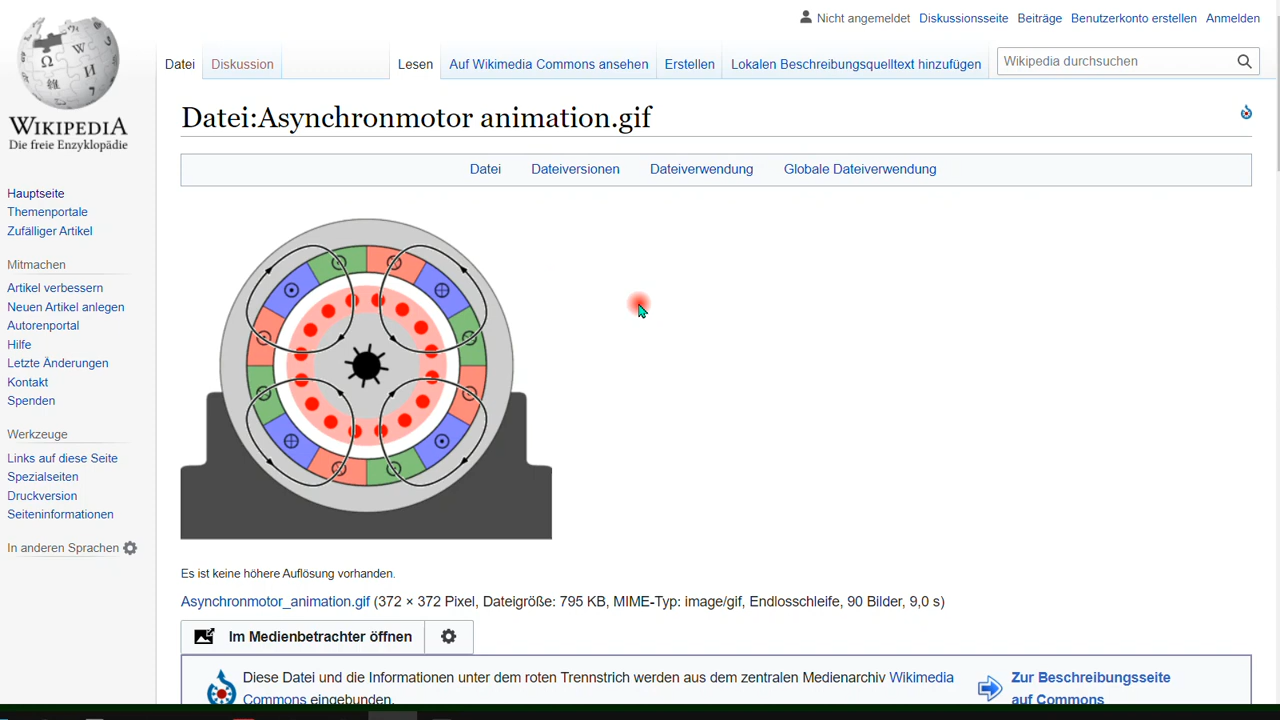 Nicht angemeldet Diskussionsseite Beiträge Benutzerkonto erstellen Anmelden
Datei Diskussion Lesen Auf Wikimedia Commons ansehen Erstellen Lokalen Beschreibungsquelltext hinzufügen Wikipedia durchsuchen
WIKIPEDIA
Die freie Enzyklopädie
Hauptseite
Themenportale
Zufälliger Artikel
Mitmachen
Artikel verbessern
Neuen Artikel anlegen
Autorenportal
Hilfe
Letzte Änderungen
Kontakt
Spenden
Werkzeuge
Links auf diese Seite
Spezialseiten
Druckversion
Seiteninformationen
In anderen Sprachen
Datei:Asynchronmotor animation.gif
Datei Dateiversionen Dateiverwendung Globale Dateiverwendung
Es ist keine höhere Auflösung vorhanden.
Asynchronmotor_animation.gif (372 × 372 Pixel, Dateigröße: 795 KB, MIME-Typ: image/gif, Endlosschleife, 90 Bilder, 9,0 s)
Im Medienbetrachter öffnen
Diese Datei und die Informationen unter dem roten Trennstrich werden aus dem zentralen Medienarchiv Wikimedia
Commons eingebunden.
Zur Beschreibungsseite
auf Commons